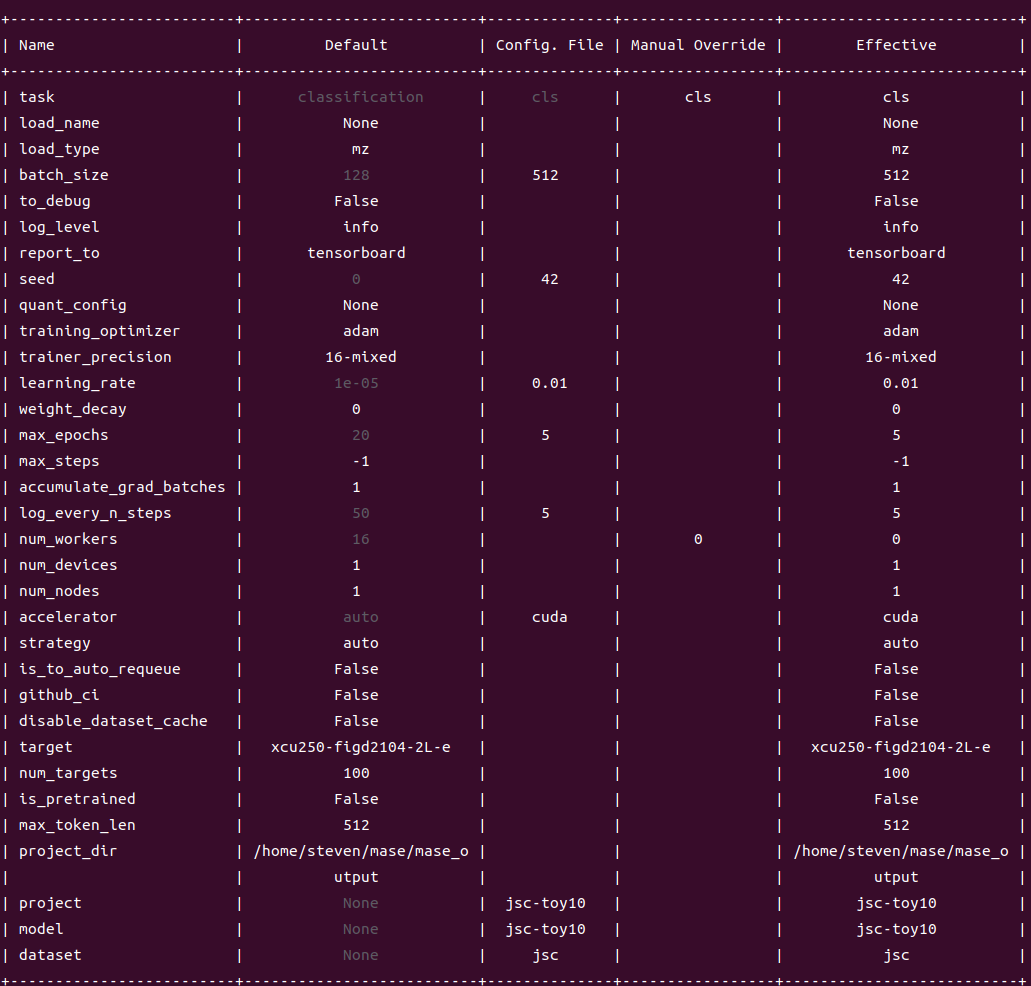 +-------------------------+--------------------------+--------------+-----------------+--------------------------+
| Name                    |         Default          | Config. File | Manual Override |        Effective         |
+-------------------------+--------------------------+--------------+-----------------+--------------------------+
| task                    |      classification      |     cls      |       cls       |           cls            |
| load_name               |           None           |              |                 |           None           |
| load_type               |            mz            |              |                 |            mz            |
| batch_size              |           128            |     512      |                 |           512            |
| to_debug                |          False           |              |                 |          False           |
| log_level               |           info           |              |                 |           info           |
| report_to               |       tensorboard        |              |                 |       tensorboard        |
| seed                    |            0             |      42      |                 |            42            |
| quant_config            |           None           |              |                 |           None           |
| training_optimizer      |           adam           |              |                 |           adam           |
| trainer_precision       |         16-mixed         |              |                 |         16-mixed         |
| learning_rate           |          1e-05           |     0.01     |                 |           0.01           |
| weight_decay            |            0             |              |                 |            0             |
| max_epochs              |            20            |      5       |                 |            5             |
| max_steps               |            -1            |              |                 |            -1            |
| accumulate_grad_batches |            1             |              |                 |            1             |
| log_every_n_steps       |            50            |      5       |                 |            5             |
| num_workers             |            16            |              |        0        |            0             |
| num_devices             |            1             |              |                 |            1             |
| num_nodes               |            1             |              |                 |            1             |
| accelerator             |           auto           |     cuda     |                 |           cuda           |
| strategy                |           auto           |              |                 |           auto           |
| is_to_auto_requeue      |          False           |              |                 |          False           |
| github_ci               |          False           |              |                 |          False           |
| disable_dataset_cache   |          False           |              |                 |          False           |
| target                  |   xcu250-figd2104-2L-e   |              |                 |   xcu250-figd2104-2L-e   |
| num_targets             |           100            |              |                 |           100            |
| is_pretrained           |          False           |              |                 |          False           |
| max_token_len           |           512            |              |                 |           512            |
| project_dir             | /home/steven/mase/mase_o |              |                 | /home/steven/mase/mase_o |
|                         |          utput           |              |                 |          utput           |
| project                 |           None           |  jsc-toy10   |                 |        jsc-toy10         |
| model                   |           None           |  jsc-toy10   |                 |        jsc-toy10         |
| dataset                 |           None           |     jsc      |                 |           jsc            |
+-------------------------+--------------------------+--------------+-----------------+--------------------------+